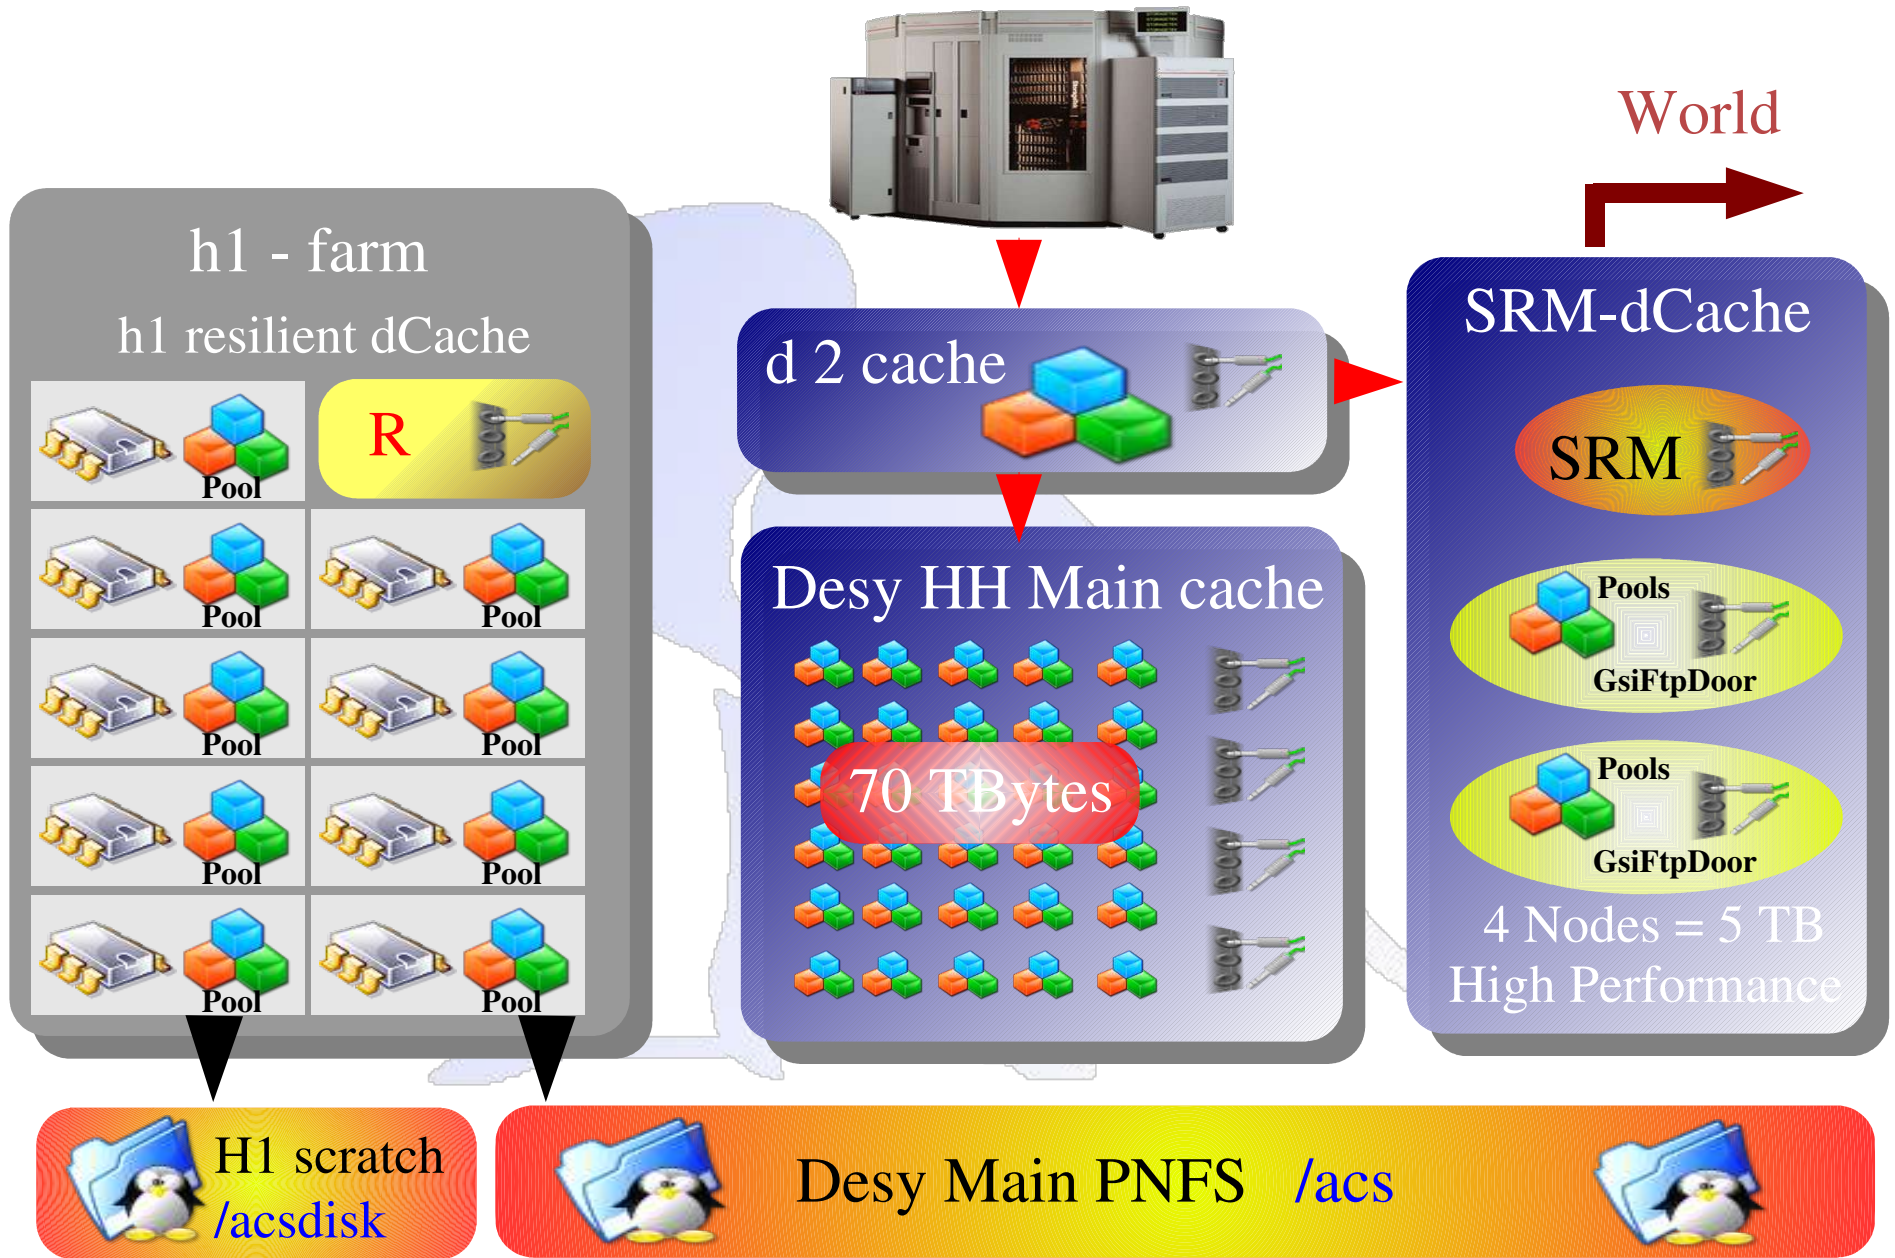 World
h1 - farm
h1 resilient dCache
R
Pool
Pool
Pool
Pool
Pool
Pool
Pool
Pool
Pool
d 2 cache
Desy HH Main cache
70 TBytes
SRM-dCache
SRM
Pools
GsiFtpDoor
Pools
GsiFtpDoor
4 Nodes = 5 TB
High Performance
H1 scratch
/acsdisk
Desy Main PNFS /acs